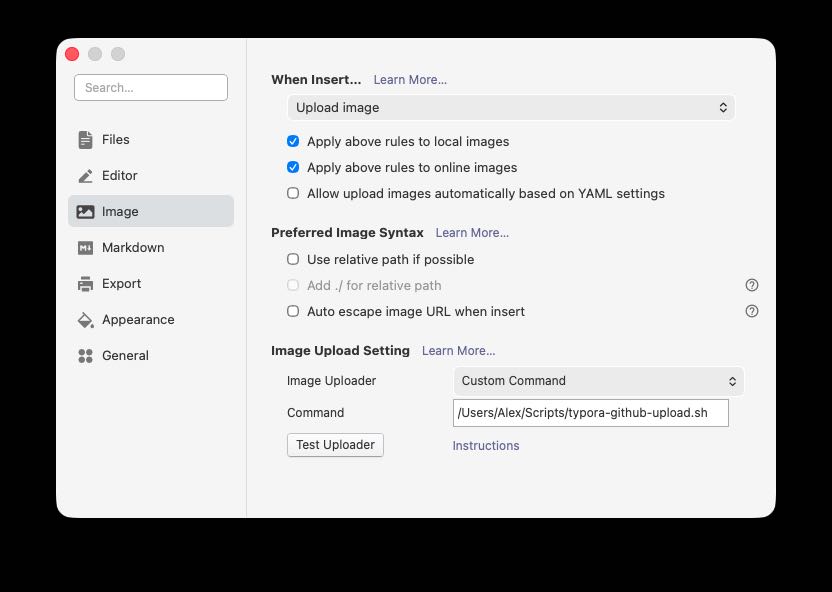 Search...
Files
Editor
Image
Markdown
Export
Appearance
General
When Insert... Learn More...
Upload image
Apply above rules to local images
Apply above rules to online images
Allow upload images automatically based on YAML settings
Preferred Image Syntax Learn More...
Use relative path if possible
Add ./ for relative path ?
Auto escape image URL when insert ?
Image Upload Setting Learn More...
Image Uploader Custom Command
Command /Users/Alex/Scripts/typora-github-upload.sh
Test Uploader Instructions